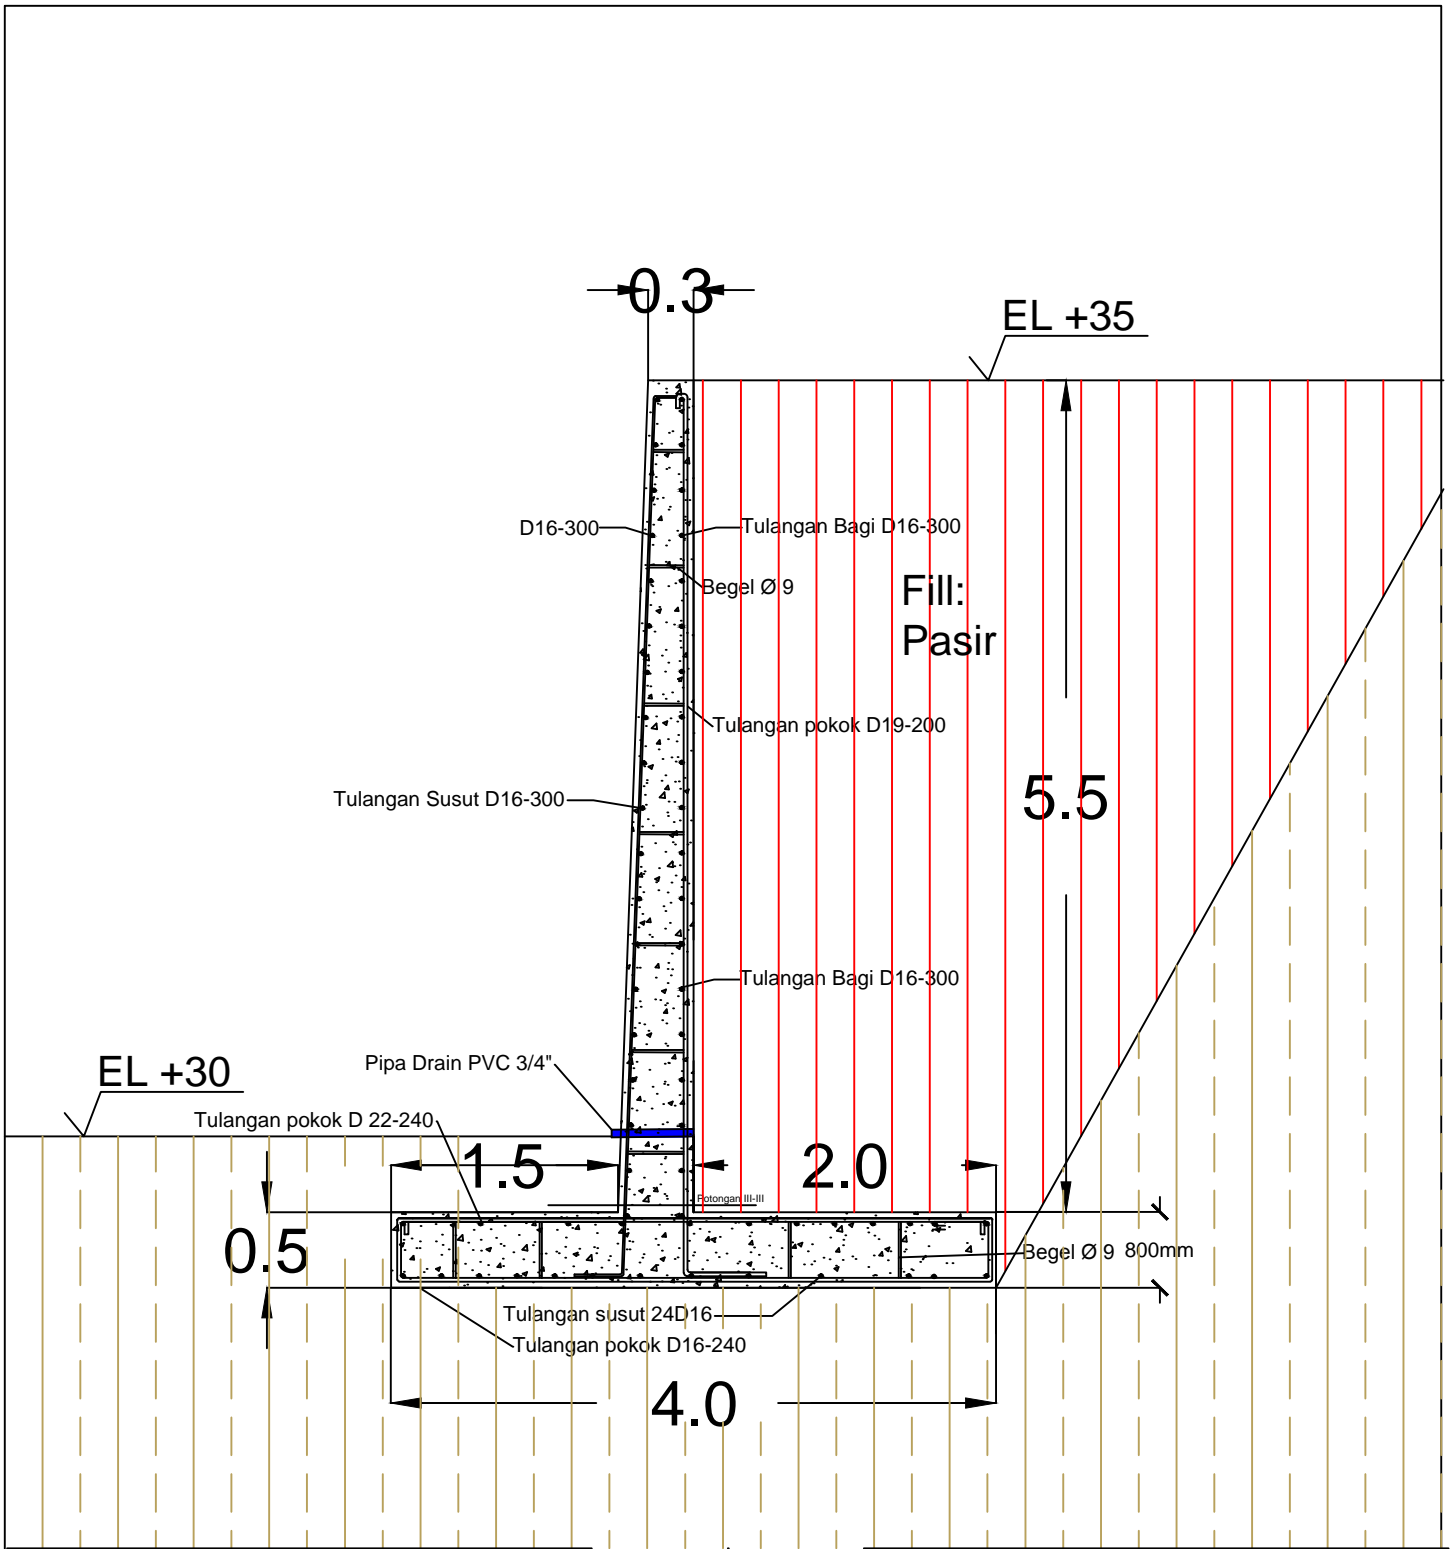 0.3
EL +35
D16-300
Tulangan Bagi D16-300
Begel Ø 9
Fill:
Pasir
Tulangan pokok D19-200
5.5
Tulangan Susut D16-300
Tulangan Bagi D16-300
Pipa Drain PVC 3/4"
EL +30
Tulangan pokok D 22-240
1.5
2.0
Potongan III-III
0.5
Begel Ø 9 800mm
Tulangan susut 24D16
Tulangan pokok D16-240
4.0